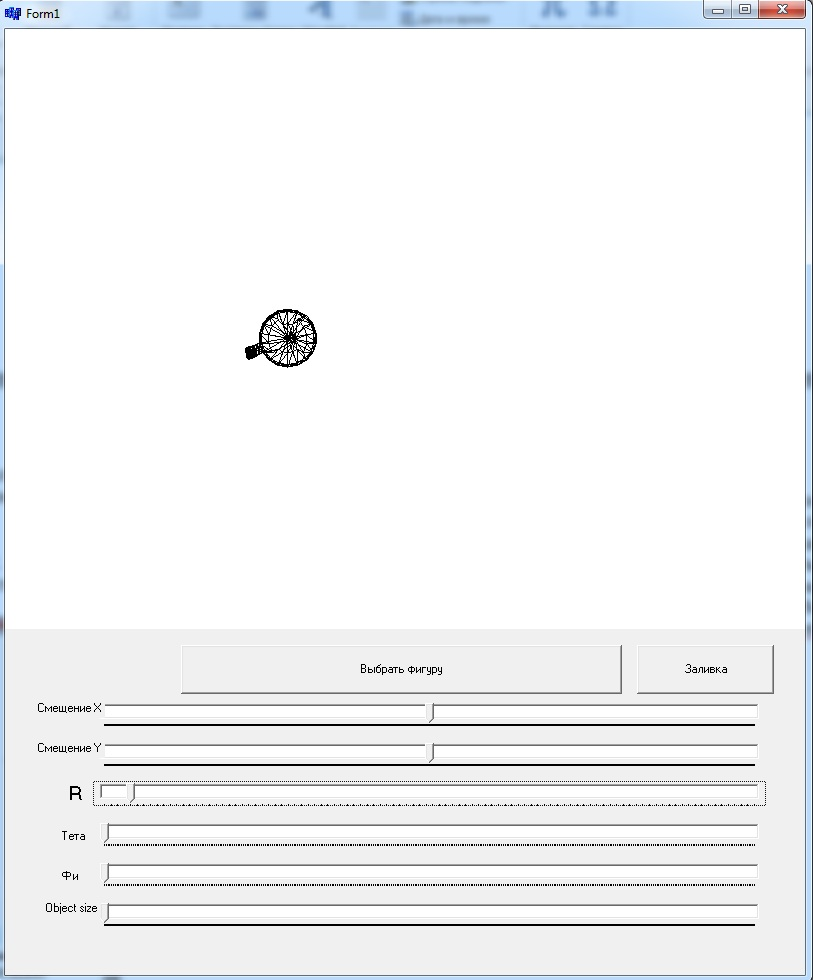 Form1
Выбрать фигуру
Заливка
Смещение X
Смещение Y
R
Тета
Фи
Object size